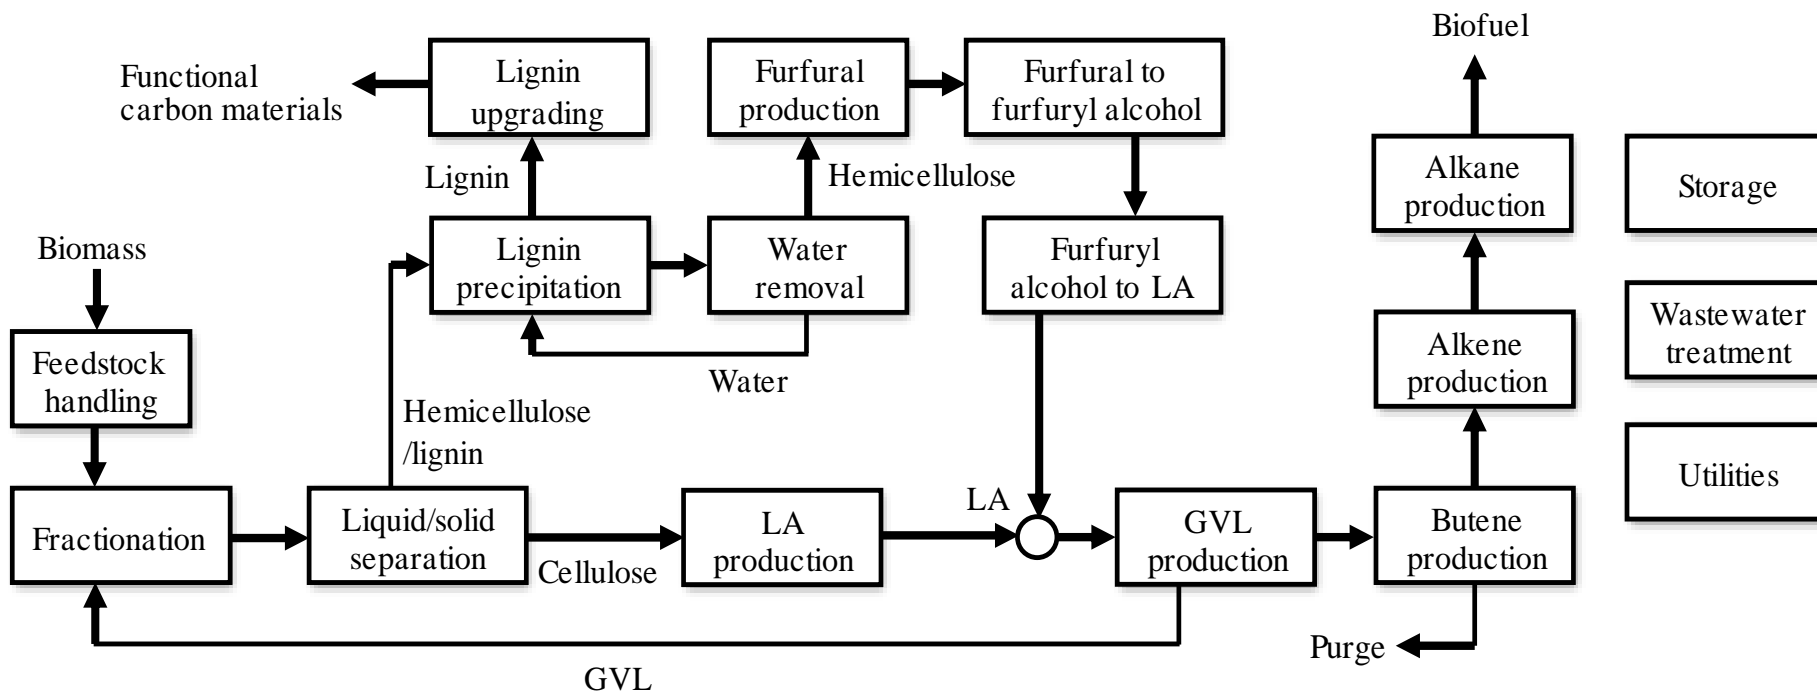 Biofuel
Functional
carbon materials
Lignin
upgrading
Furfural
production
Furfural to
furfuryl alcohol
Lignin
Hemicellulose
Alkane
production
Storage
Biomass
Lignin
precipitation
Water
removal
Furfuryl
alcohol to LA
Water
Feedstock
handling
Alkene
production
Wastewater
treatment
Hemicellulose
/lignin
Fractionation
Liquid/solid
separation
Cellulose
LA
production
LA
GVL
production
Butene
production
Utilities
Purge
GVL